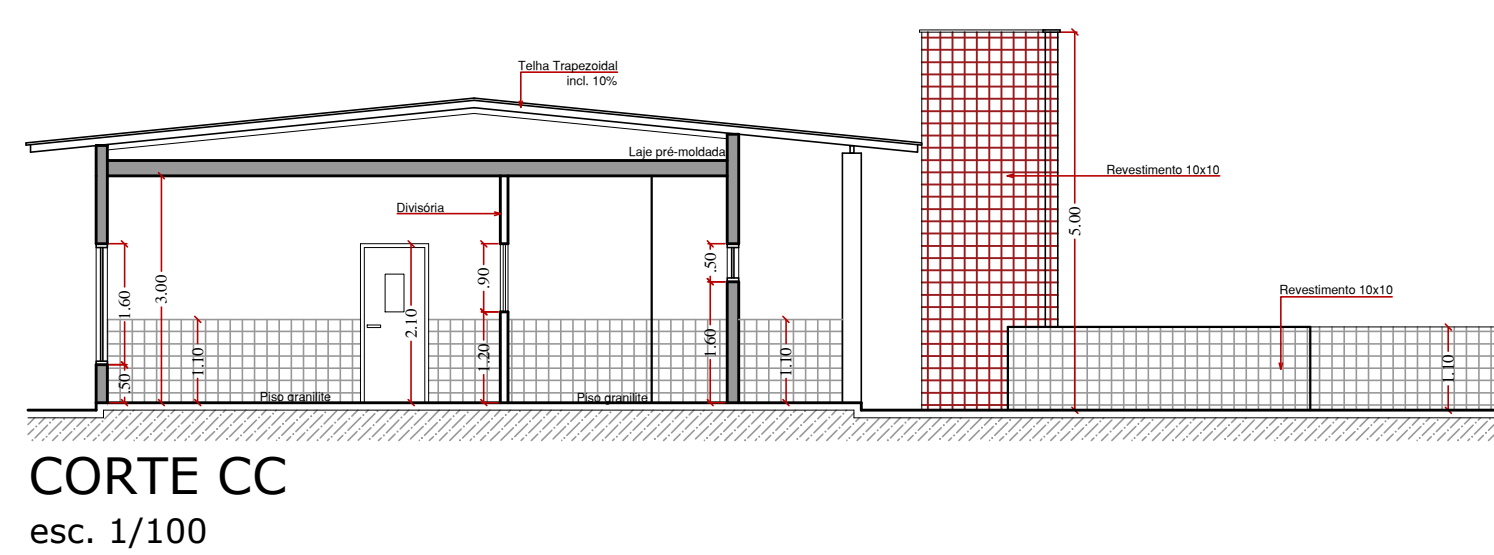 Telha Trapezoidal
incl. 10%
Laje pré-moldada
Revestimento 10x10
Divisória
5.00
.50
.90
3.00
1.60
Revestimento 10x10
2.10
1.60
1.20
1.10
1.10
1.10
.50
Piso granilite
Piso granilite
CORTE CC
esc. 1/100